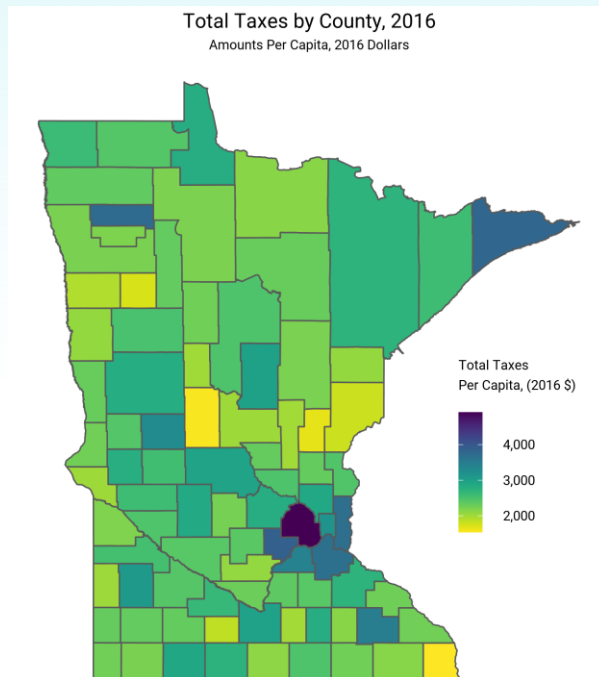 Total Taxes by County, 2016
Amounts Per Capita, 2016 Dollars
Total Taxes
Per Capita, (2016 $)
4,000
3,000
2,000